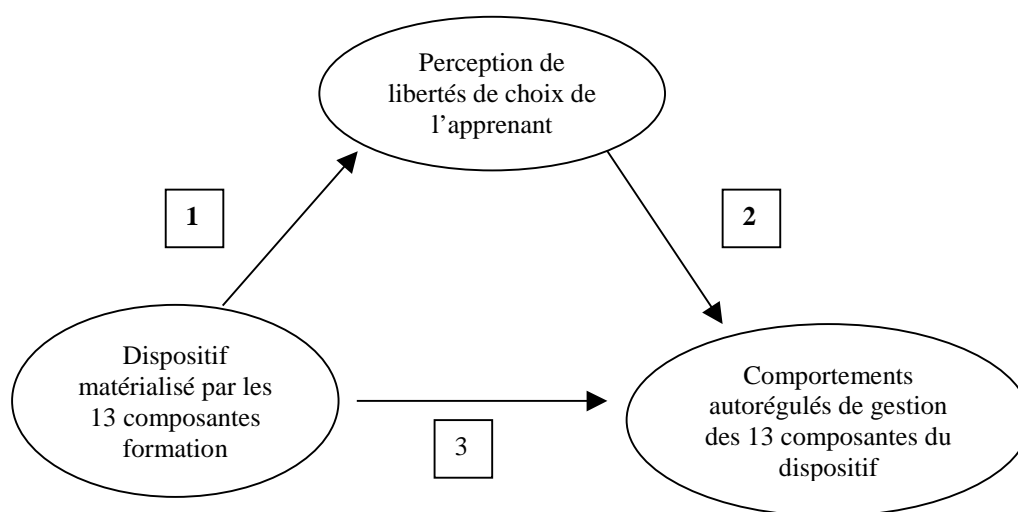 Perception de
libertés de choix de
l’apprenant
1
2
Dispositif
matérialisé par les
13 composantes
formation
3
Comportements
autorégulés de gestion
des 13 composantes du
dispositif